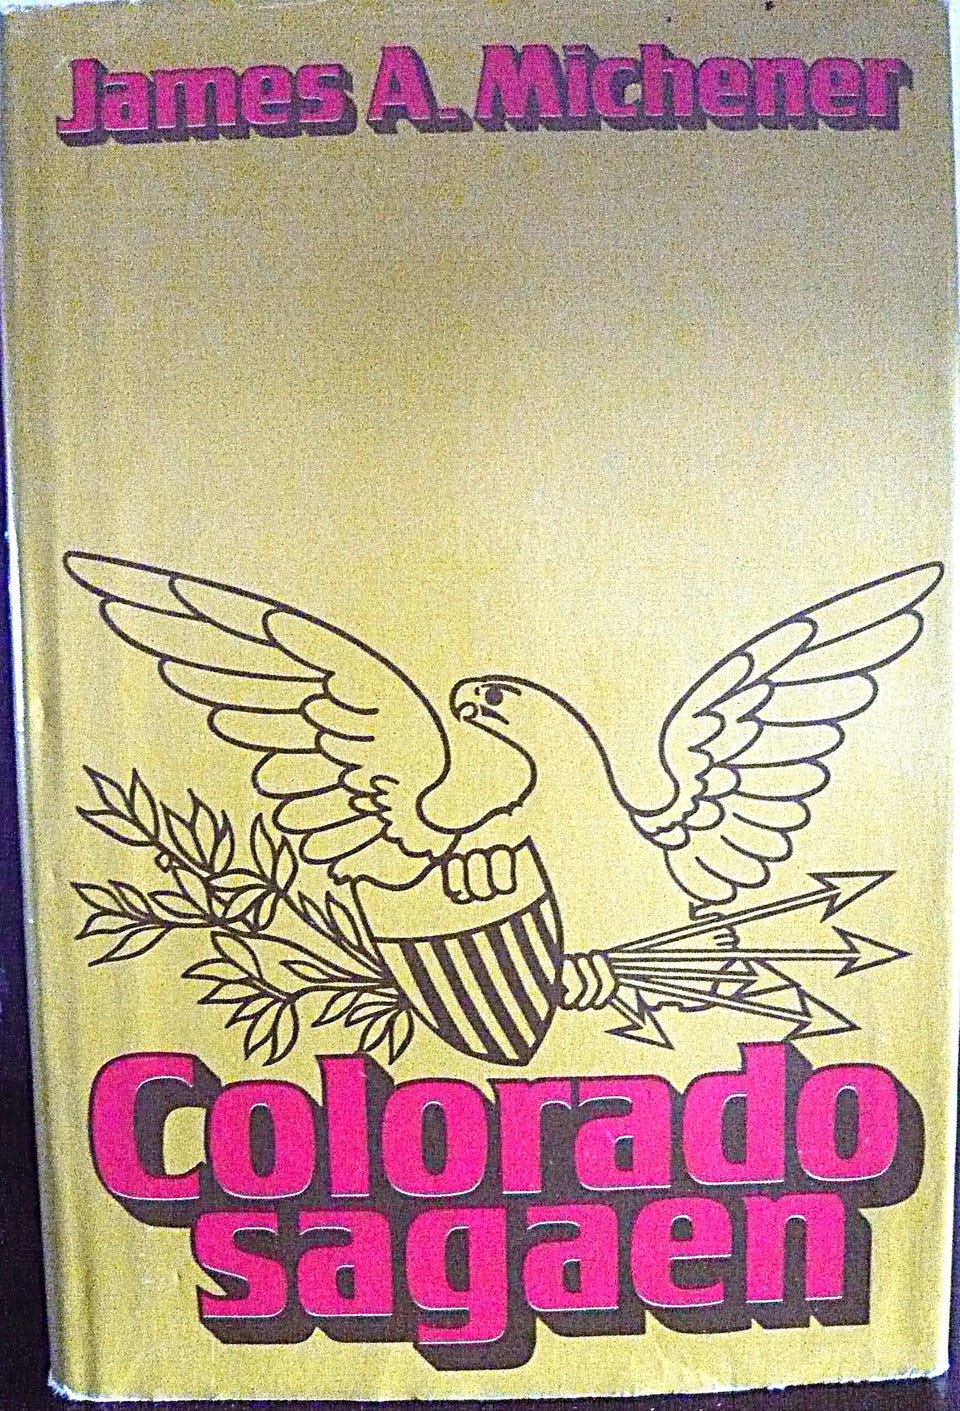 James A. Michener
Colorado
sagaen